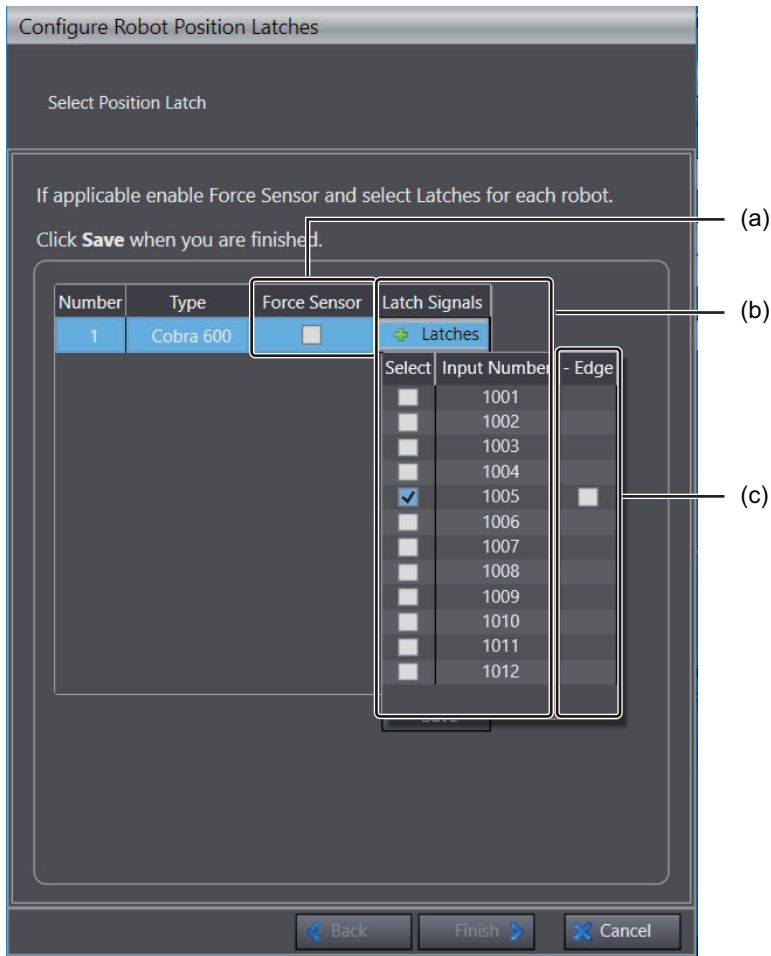 Configure Robot Position Latches
Select Position Latch
If applicable enable Force Sensor and select Latches for each robot.
Click Save when you are finished.
(a)
Number Type Force Sensor Latch Signals
(b)
1 Cobra 600 Latches
Select Input Number - Edge
1001
1002
1003
1004
1005
(c)
1006
1007
1008
1009
1010
1011
1012
Save
Back Finish Cancel